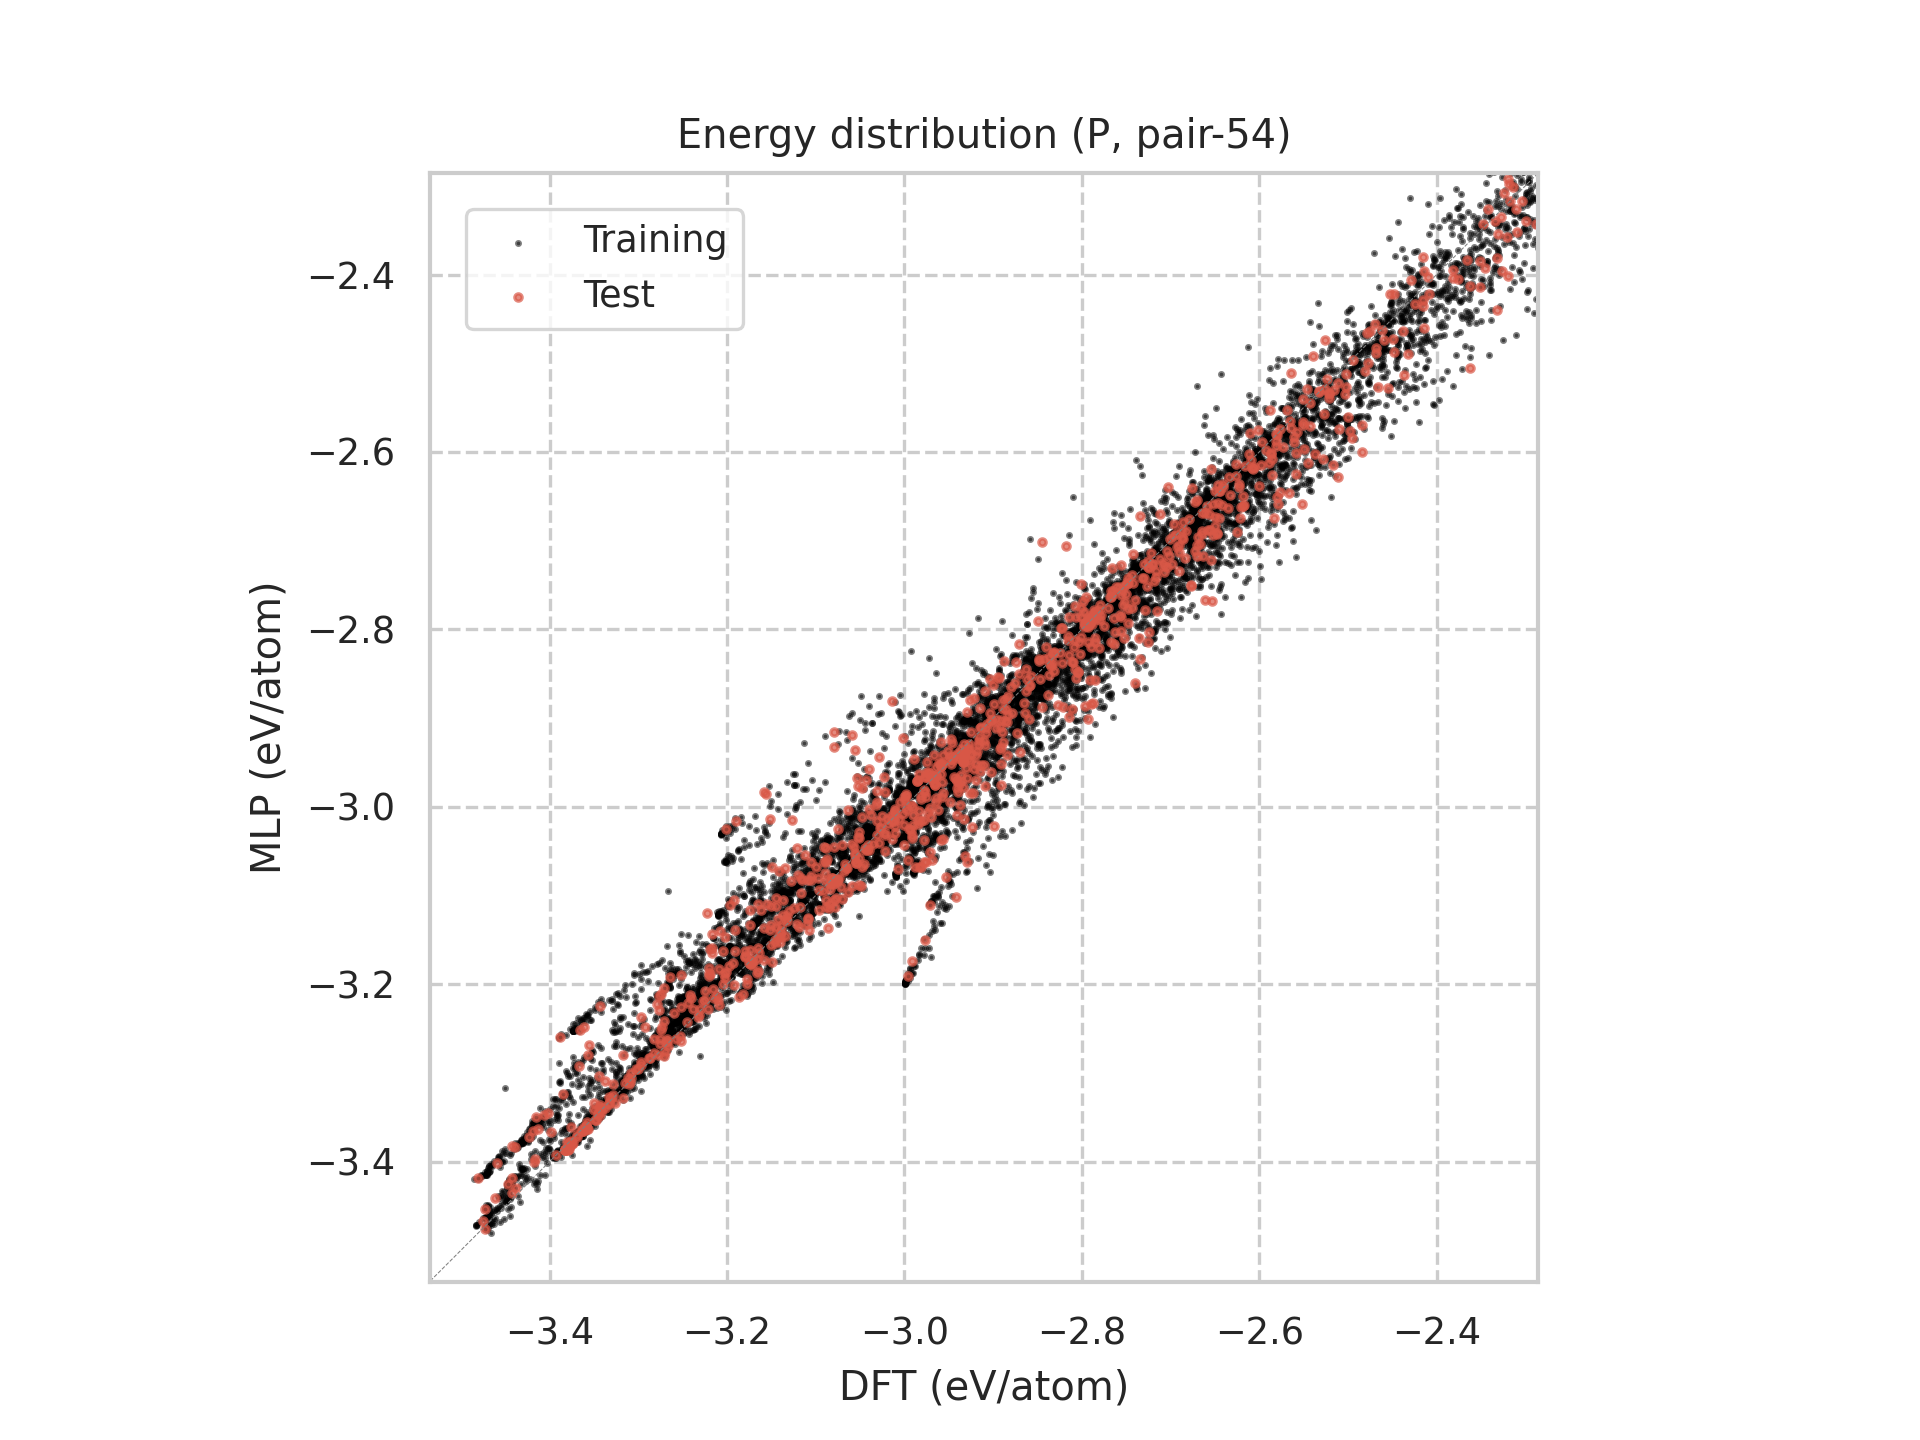 Energy distribution (P, pair-54)
Training
Test
−2.4
−2.6
−2.8
−3.0
−3.2
−3.4
MLP (eV/atom)
−3.4 −3.2 −3.0 −2.8 −2.6 −2.4
DFT (eV/atom)